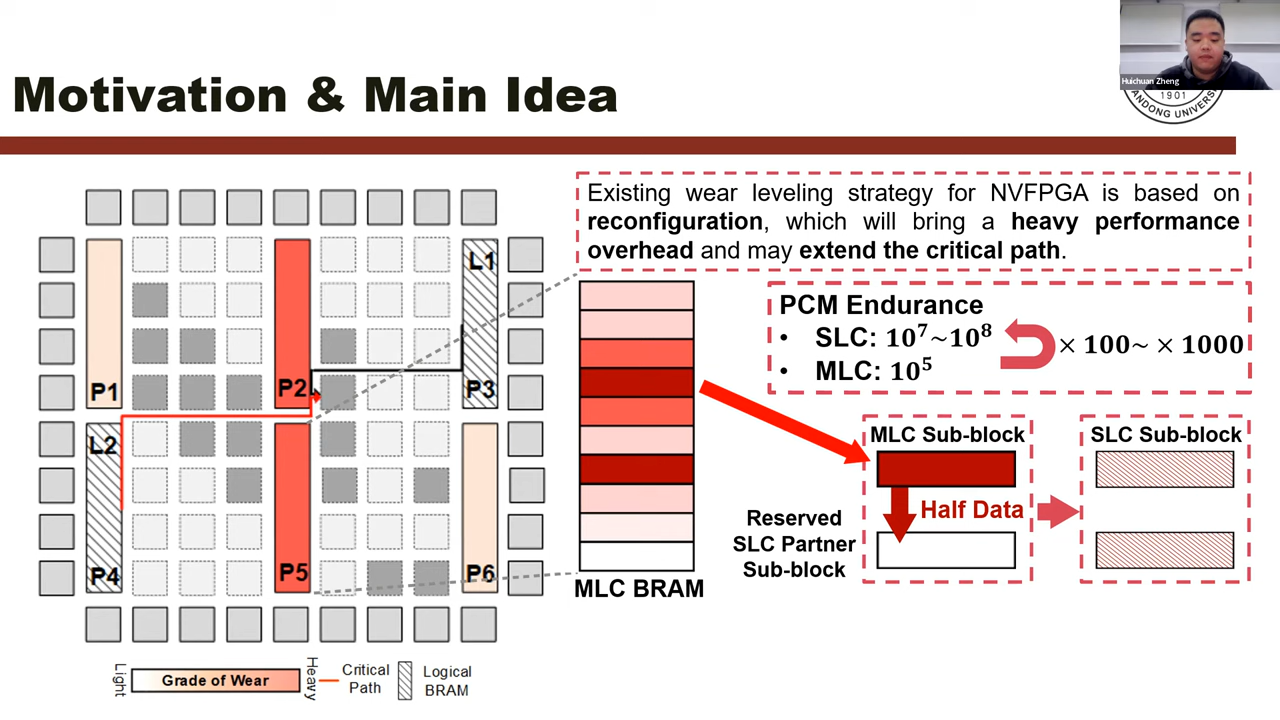 Huichuan Zheng
1901
ANDONG UNIVERS
Motivation & Main Idea
Existing wear leveling strategy for NVFPGA is based on
reconfiguration, which will bring a heavy performance
overhead and may extend the critical path.
L1
P1
P2
P3
L2
P4
P5
P6
PCM Endurance
• SLC: 10⁷~10⁸
• MLC: 10⁵
× 100~ × 1000
MLC BRAM
MLC Sub-block
Half Data
Reserved
SLC Partner
Sub-block
SLC Sub-block
Light
Grade of Wear
Heavy
Critical
Path
Logical
BRAM